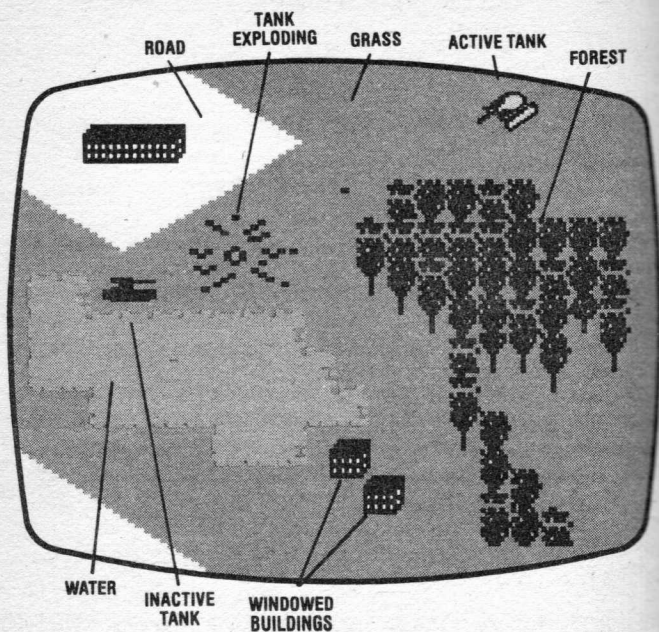 ROAD
TANK
EXPLODING
GRASS
ACTIVE TANK
FOREST
WATER
INACTIVE
TANK
WINDOWED
BUILDINGS